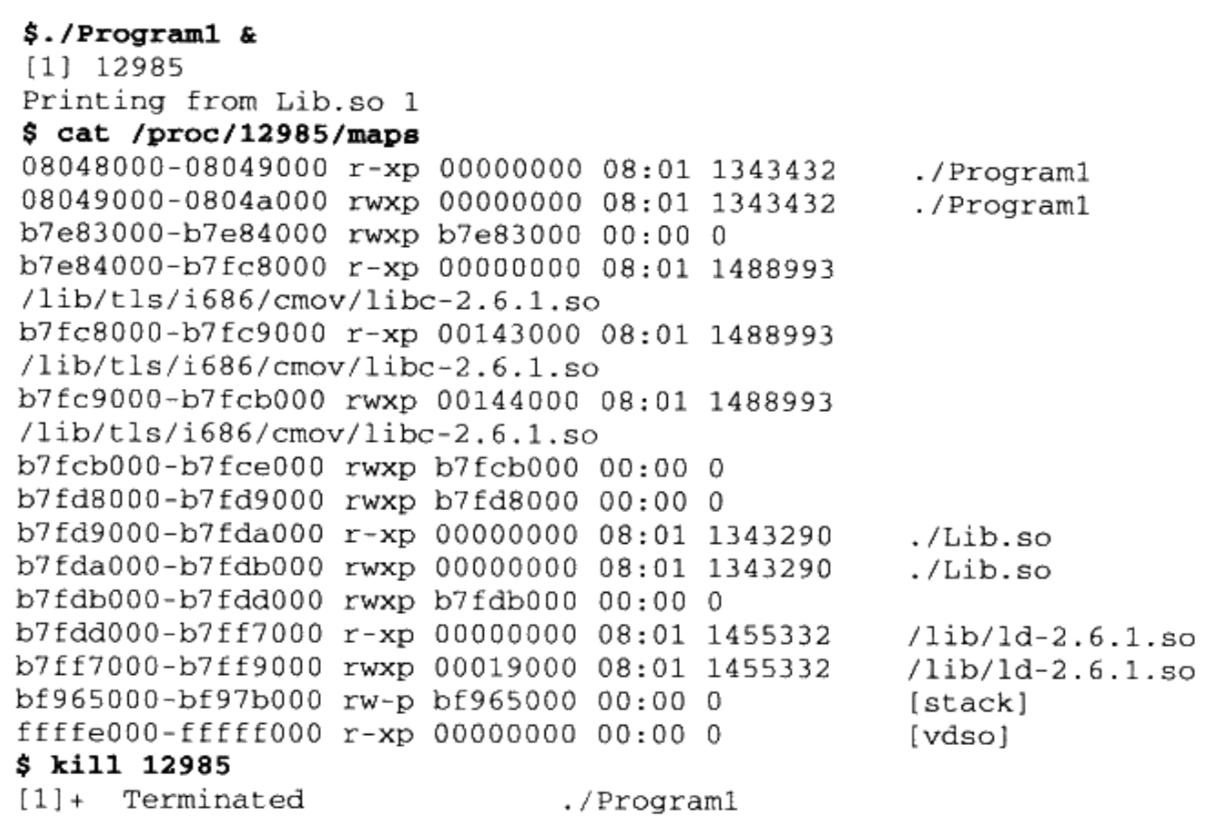 $./Program1 &
[1] 12985
Printing from Lib.so 1
$ cat /proc/12985/maps
08048000-08049000 r-xp 00000000 08:01 1343432 ./Program1
08049000-0804a000 rwxp 00000000 08:01 1343432 ./Program1
b7e83000-b7e84000 rwxp b7e83000 00:00 0
b7e84000-b7fc8000 r-xp 00000000 08:01 1488993
/lib/tls/i686/cmov/libc-2.6.1.so
b7fc8000-b7fc9000 r-xp 00143000 08:01 1488993
/lib/tls/i686/cmov/libc-2.6.1.so
b7fc9000-b7fcb000 rwxp 00144000 08:01 1488993
/lib/tls/i686/cmov/libc-2.6.1.so
b7fcb000-b7fce000 rwxp b7fcb000 00:00 0
b7fd8000-b7fd9000 rwxp b7fd8000 00:00 0
b7fd9000-b7fda000 r-xp 00000000 08:01 1343290 ./Lib.so
b7fda000-b7fdb000 rwxp 00000000 08:01 1343290 ./Lib.so
b7fdb000-b7fdd000 rwxp b7fdb000 00:00 0
b7fdd000-b7ff7000 r-xp 00000000 08:01 1455332 /lib/ld-2.6.1.so
b7ff7000-b7ff9000 rwxp 00019000 08:01 1455332 /lib/ld-2.6.1.so
bf965000-bf97b000 rw-p bf965000 00:00 0 [stack]
ffffe000-fffff000 r-xp 00000000 00:00 0 [vdso]
$ kill 12985
[1]+ Terminated ./Program1